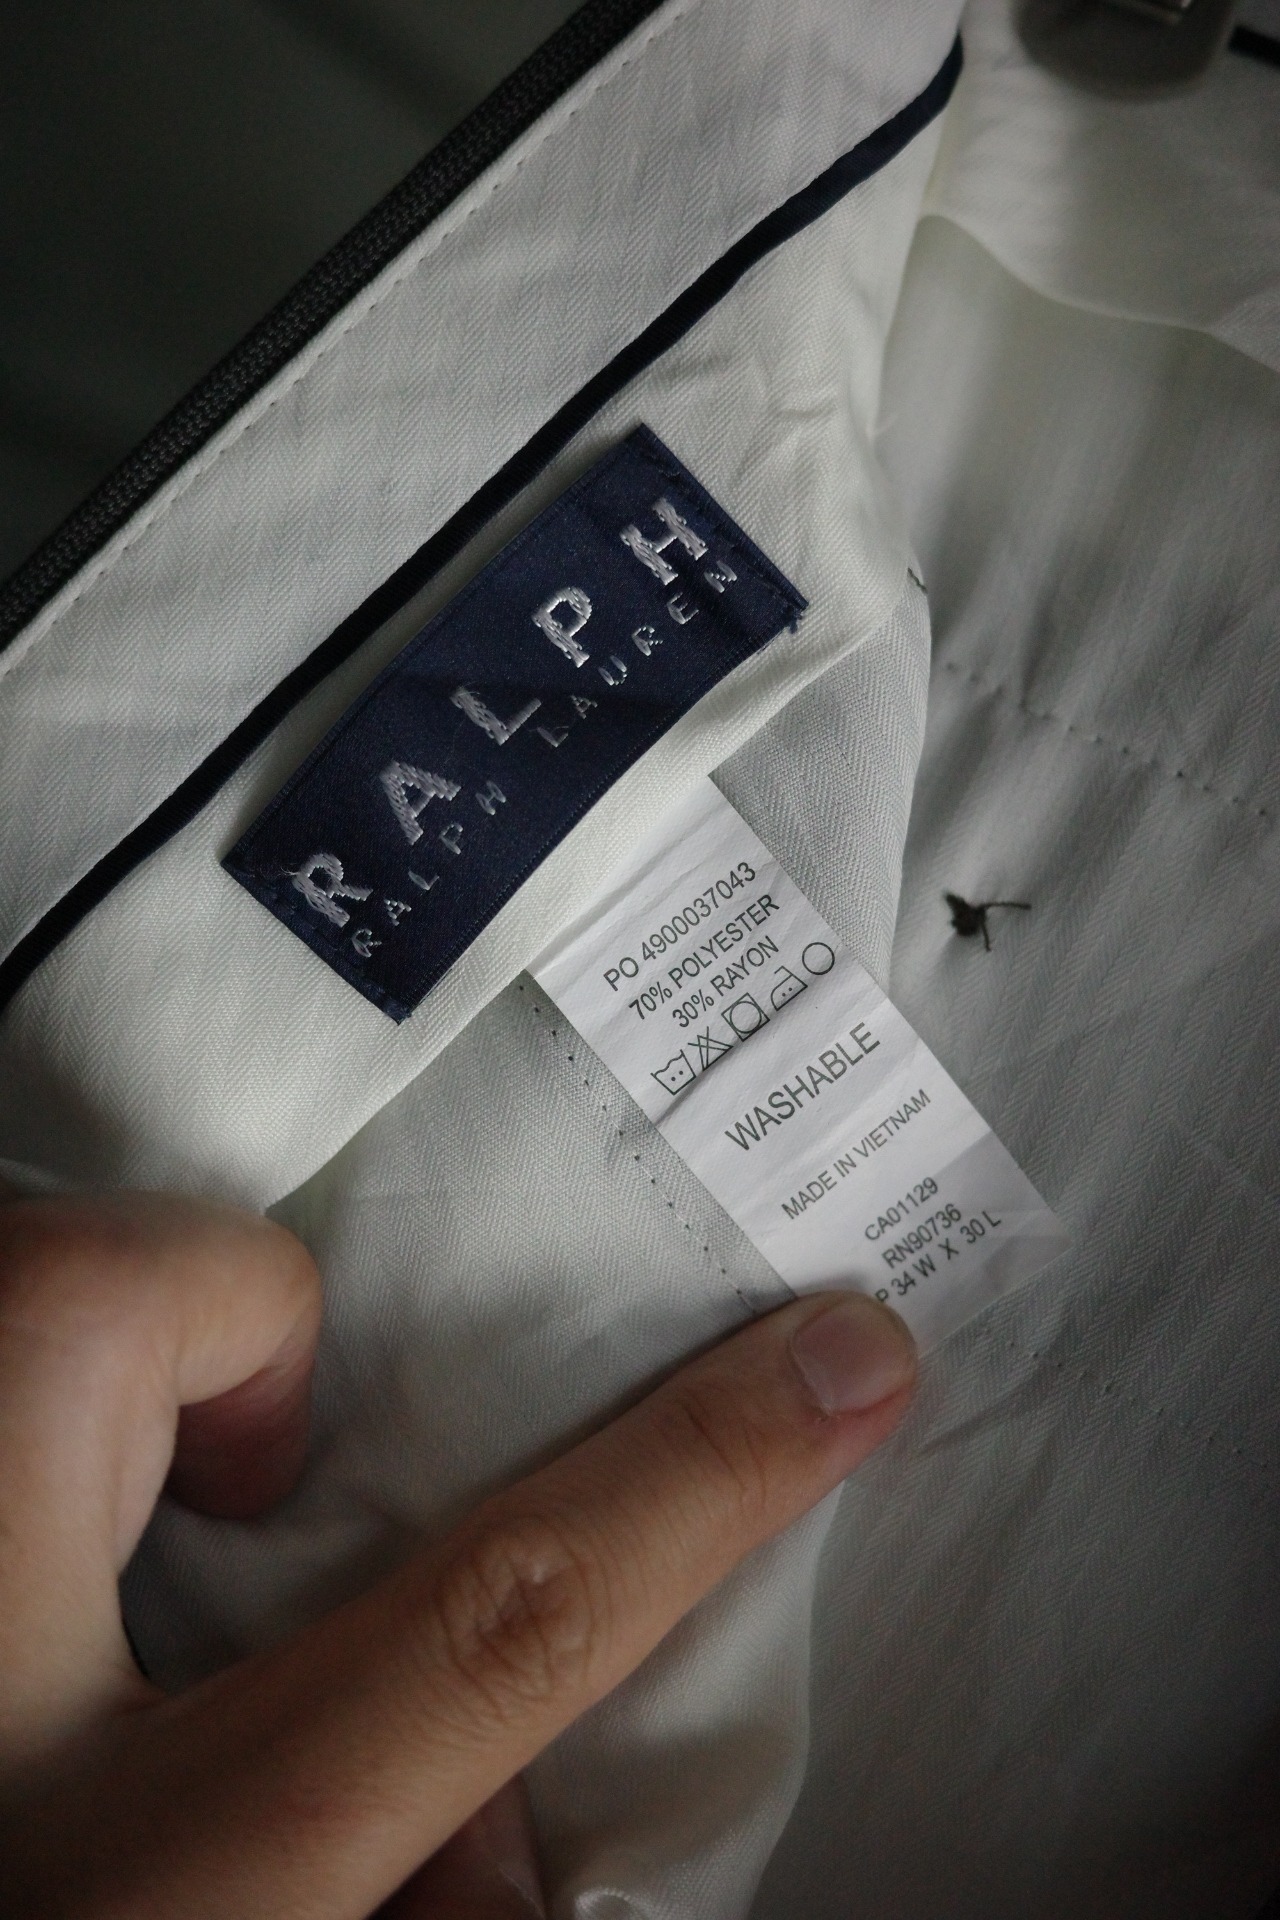 RALPH
RALPH LAUREN
PO 4900037043
70% POLYESTER
30% RAYON
WASHABLE
MADE IN VIETNAM
CA01129
RN90736
P 34 W X 30 L